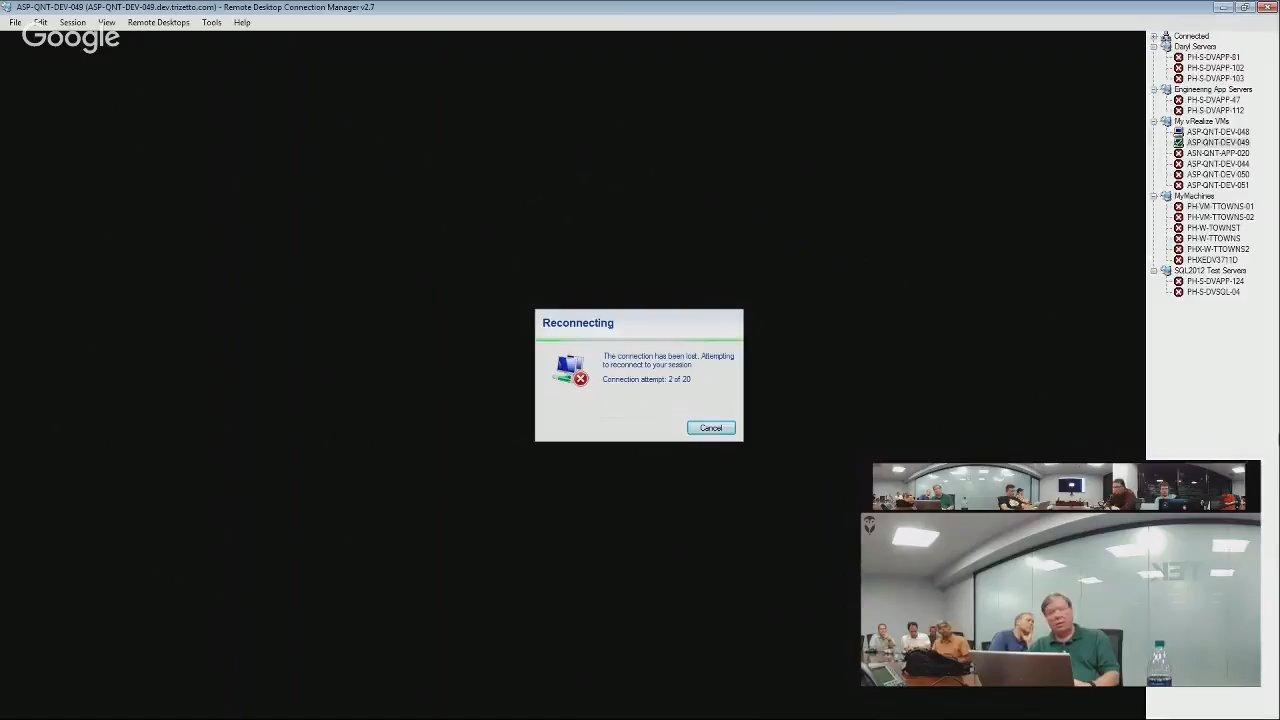 ASP-QNT-DEV-049 (ASP-QNT-DEV-049.dev.trizetto.com) - Remote Desktop Connection Manager v2.7
File Edit Session View Remote Desktops Tools Help
Google
Connected
Daryl Servers
PH-S-DVAPP-81
PH-S-DVAPP-102
PH-S-DVAPP-103
Engineering App Servers
PH-S-DVAPP-47
PH-S-DVAPP-112
My vRealize VMs
ASP-QNT-DEV-048
ASP-QNT-DEV-049
ASN-QNT-APP-020
ASP-QNT-DEV-044
ASP-QNT-DEV-050
ASP-QNT-DEV-051
MyMachines
PH-VM-TTOWNS-01
PH-VM-TTOWNS-02
PH-W-TOWNST
PH-W-TTOWNS
PHX-W-TTOWNS2
PHXEDV3711D
SQL2012 Test Servers
PH-S-DVAPP-124
PH-S-DVSQL-04
Reconnecting
The connection has been lost. Attempting
to reconnect to your session
Connection attempt: 2 of 20
Cancel